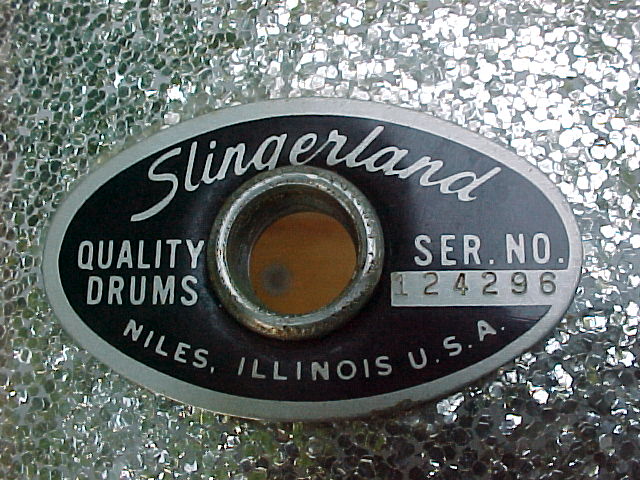 Slingerland
QUALITY
DRUMS
SER. NO.
124296
NILES, ILLINOIS U.S.A.